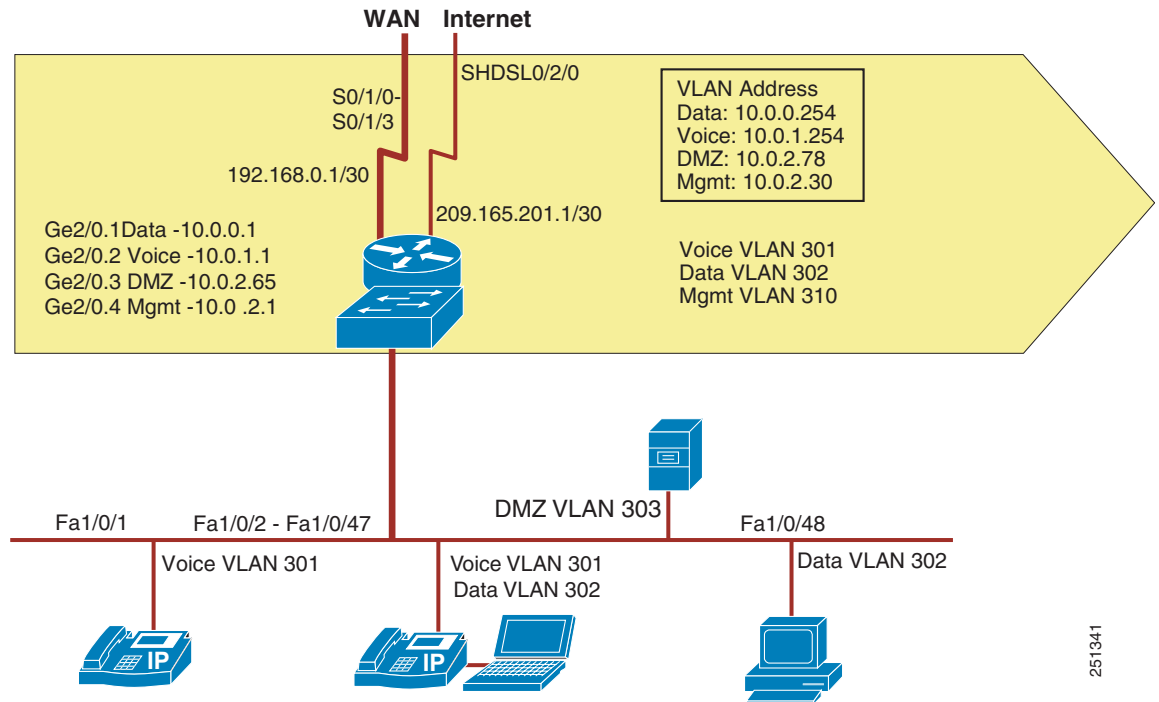 WAN Internet
SHDSL0/2/0
S0/1/0-
S0/1/3
192.168.0.1/30
209.165.201.1/30
VLAN Address
Data: 10.0.0.254
Voice: 10.0.1.254
DMZ: 10.0.2.78
Mgmt: 10.0.2.30
Ge2/0.1Data -10.0.0.1
Ge2/0.2 Voice -10.0.1.1
Ge2/0.3 DMZ -10.0.2.65
Ge2/0.4 Mgmt -10.0 .2.1
Voice VLAN 301
Data VLAN 302
Mgmt VLAN 310
DMZ VLAN 303
Fa1/0/1
Fa1/0/2 - Fa1/0/47
Fa1/0/48
Voice VLAN 301
Voice VLAN 301
Data VLAN 302
Data VLAN 302
IP
IP
251341